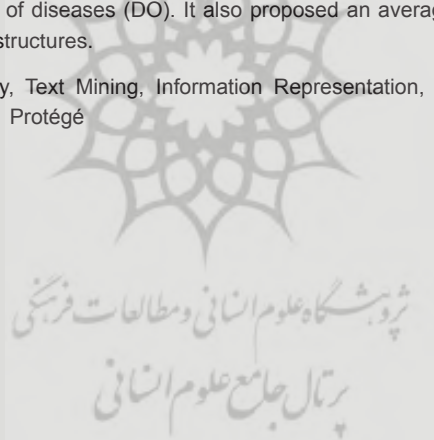 of diseases (DO). It also proposed an averag
structures.
y, Text Mining, Information Representation,
Protégé
پژوهشگاه علوم انسانی و مطالعات فرهنگی
پرتال جامع علوم انسانی